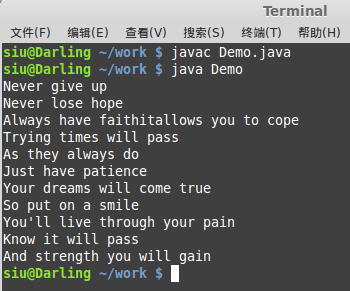 Terminal
文件(F) 编辑(E) 查看(V) 搜索(S) 终端(T) 帮助(H)
siu@Darling ~/work $ javac Demo.java
siu@Darling ~/work $ java Demo
Never give up
Never lose hope
Always have faithitallows you to cope
Trying times will pass
As they always do
Just have patience
Your dreams will come true
So put on a smile
You'll live through your pain
Know it will pass
And strength you will gain
siu@Darling ~/work $